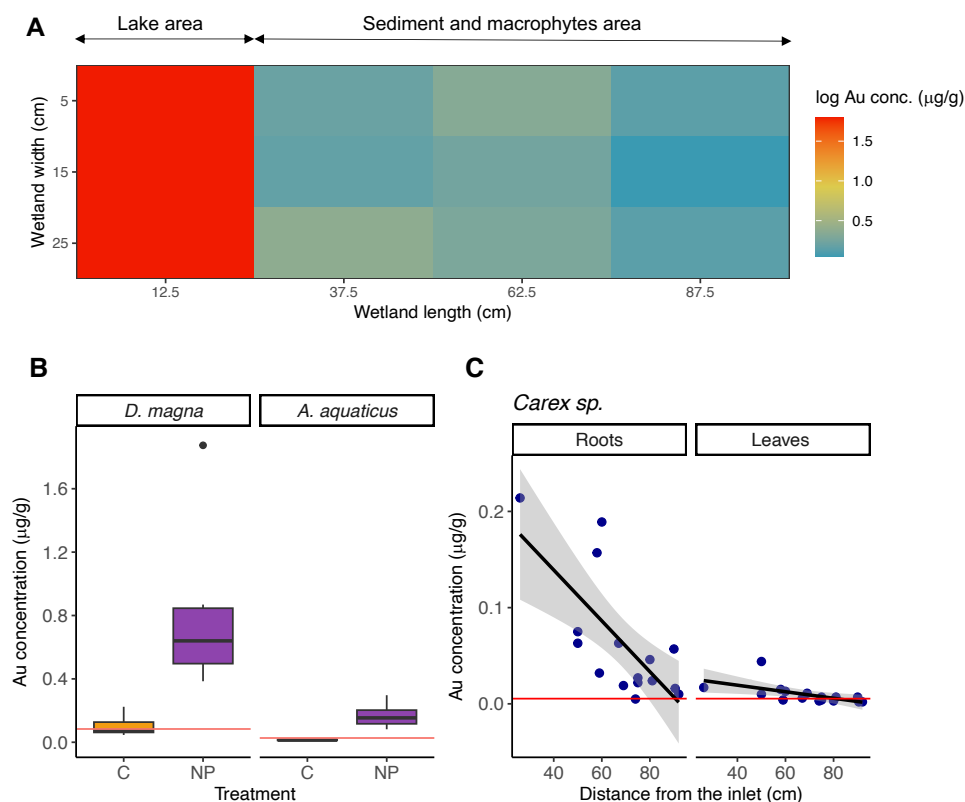 A
Lake area
Sediment and macrophytes area
Wetland width (cm)
5
15
25
12.5
37.5
62.5
87.5
Wetland length (cm)
log Au conc. (μg/g)
1.5
1.0
0.5
B
D. magna
A. aquaticus
Au concentration (μg/g)
1.6
1.2
0.8
0.4
0.0
C
NP
C
NP
Treatment
C
Carex sp.
Roots
Leaves
Au concentration (μg/g)
0.2
0.1
0.0
40
60
80
40
60
80
Distance from the inlet (cm)